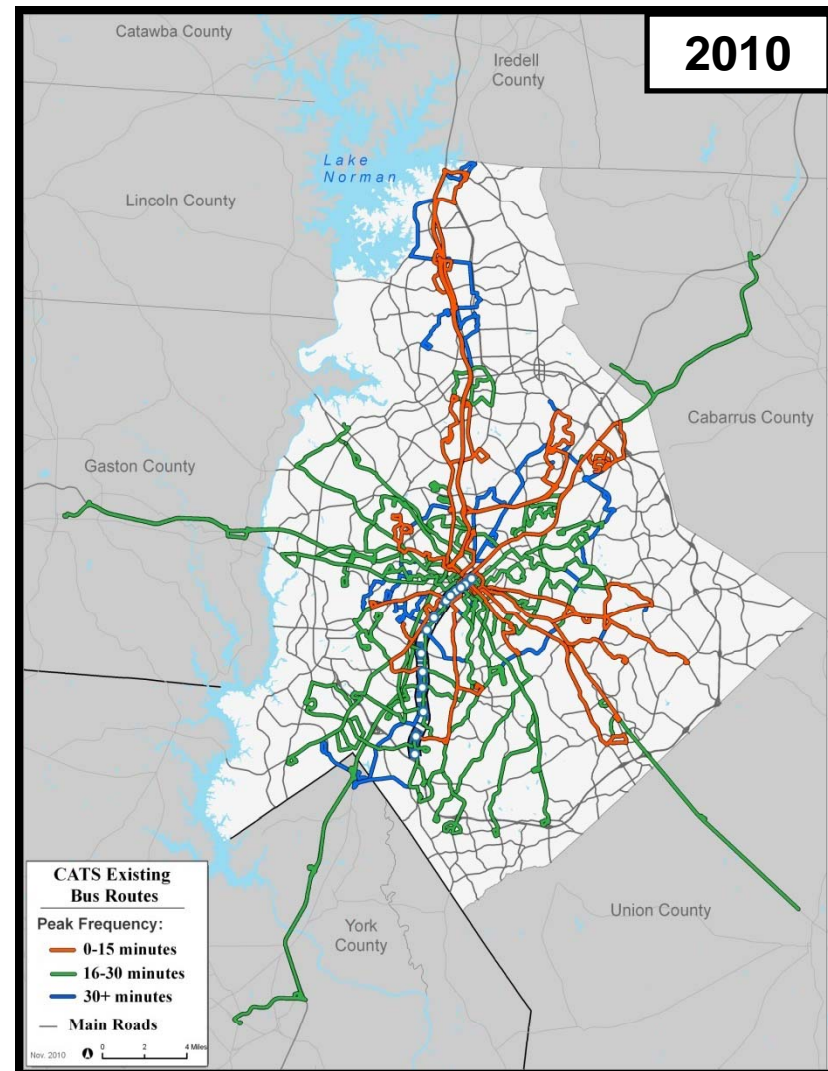 Catawba County
2010
Iredell
County
Lake
Norman
Lincoln County
Cabarrus County
Gaston County
CATS Existing
Bus Routes
Peak Frequency:
0-15 minutes
16-30 minutes
30+ minutes
Main Roads
Nov. 2010
0 2 4 Miles
York
County
Union County